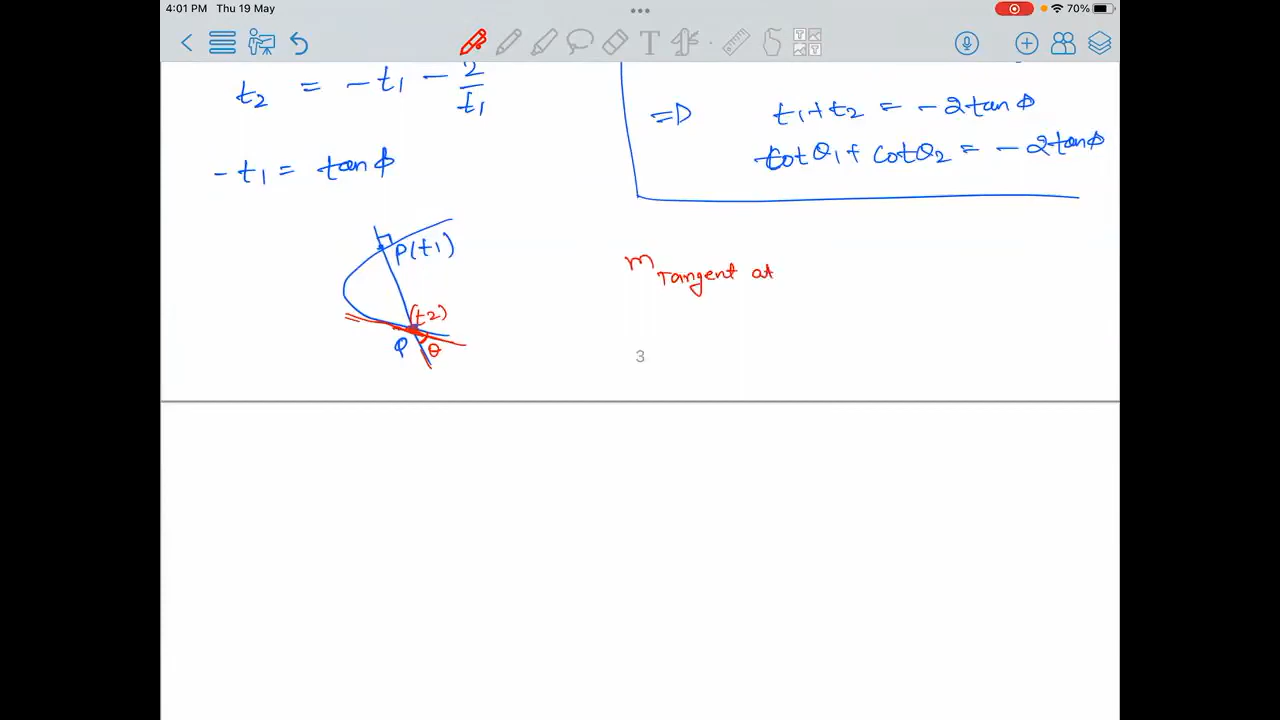 4:01 PM Thu 19 May
70%
t₂ = -t₁ - 2/t₁
-t₁ = tanϕ
P(t1)
(t2)
Q
θ
=D t₁+t₂ = -2tanϕ
cotθ₁+cotθ₂ = -2tanϕ
m Tangent at
3